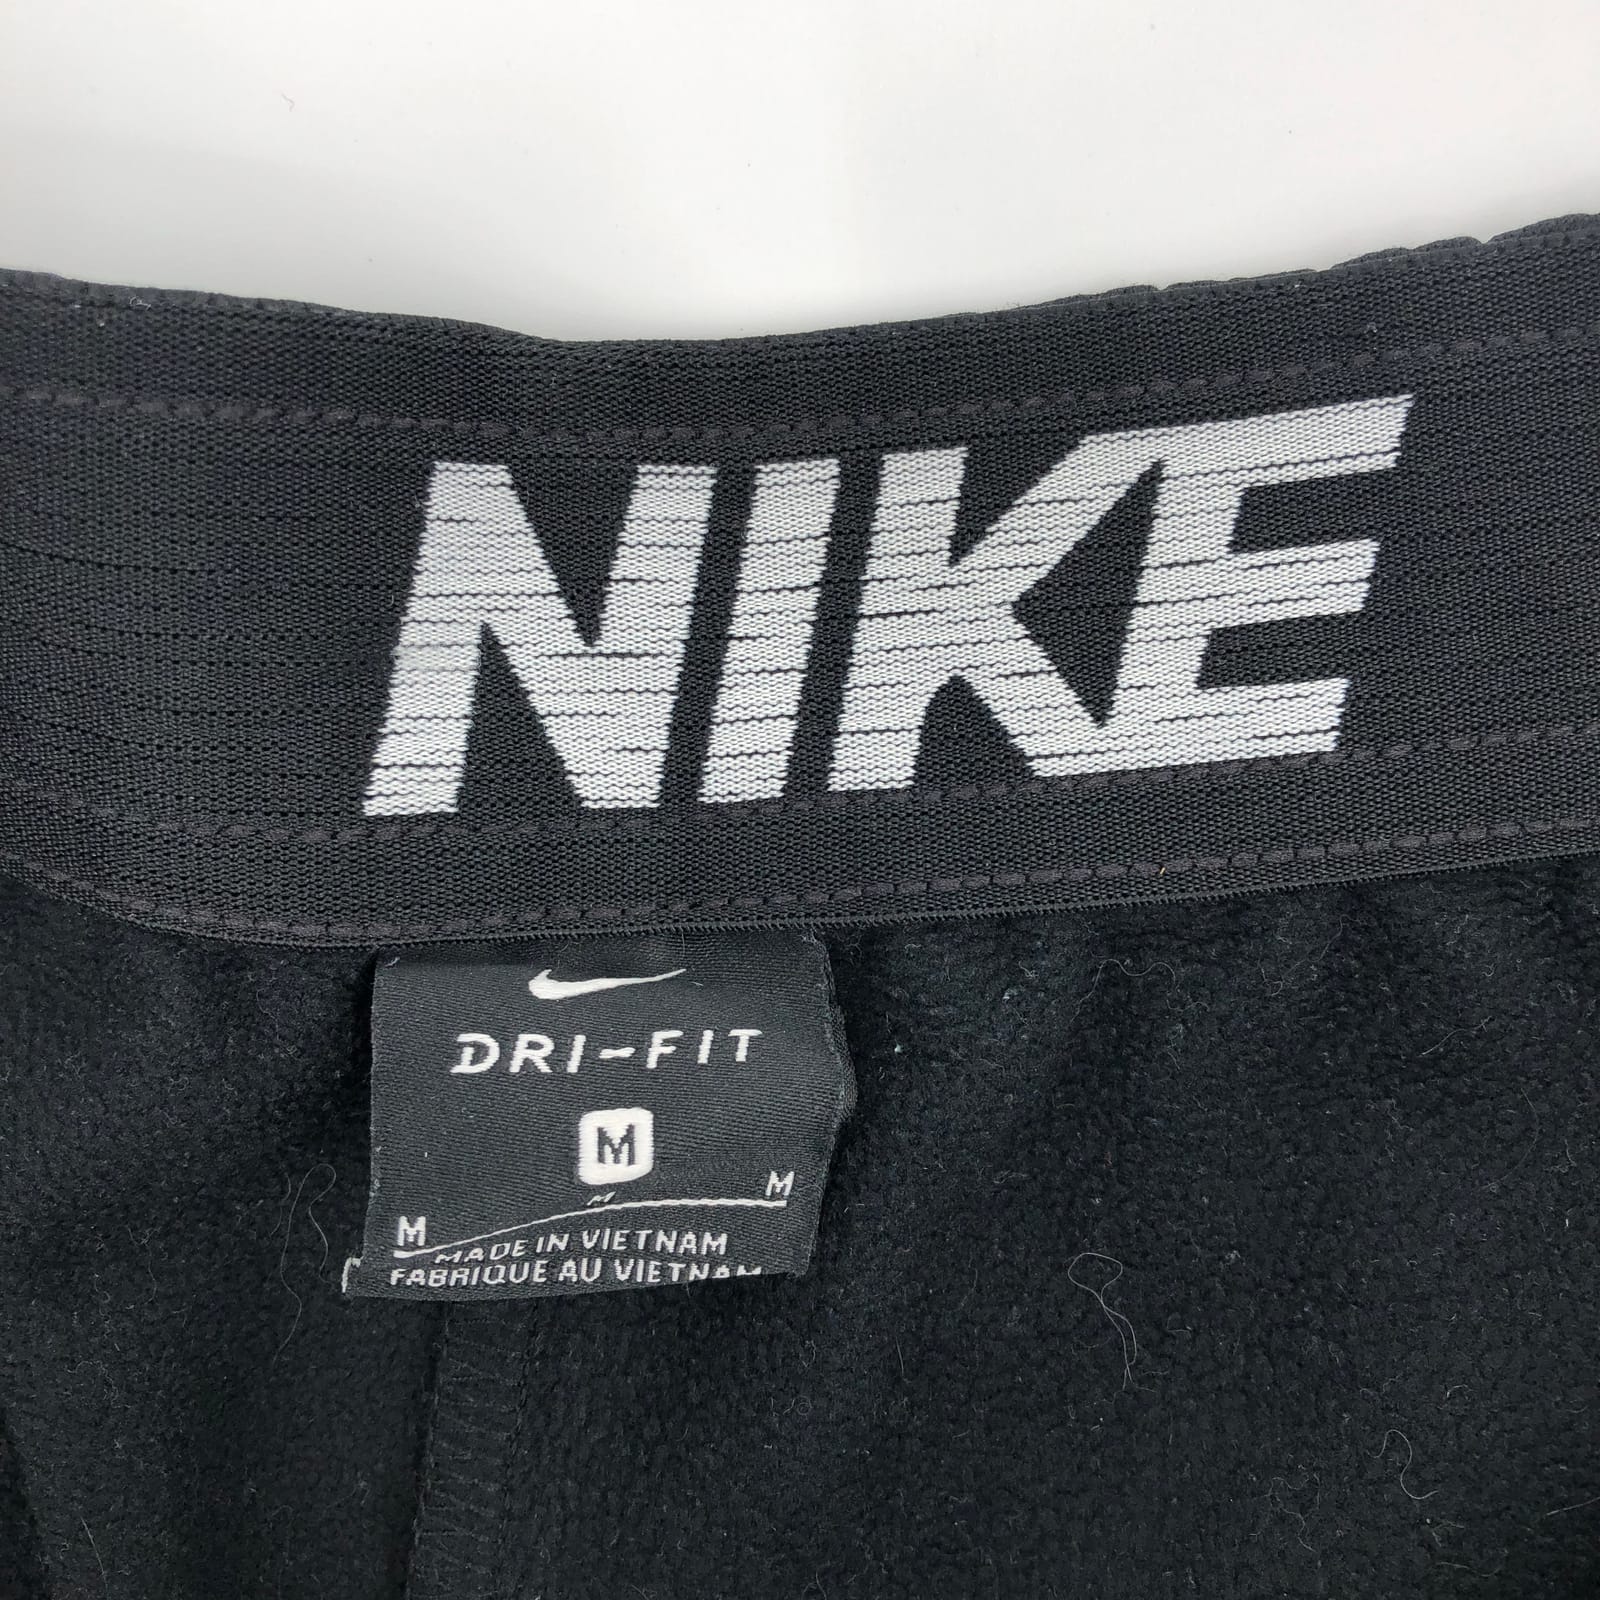 NIKE
DRI-FIT
M
M M M
MADE IN VIETNAM
FABRIQUE AU VIETNAM